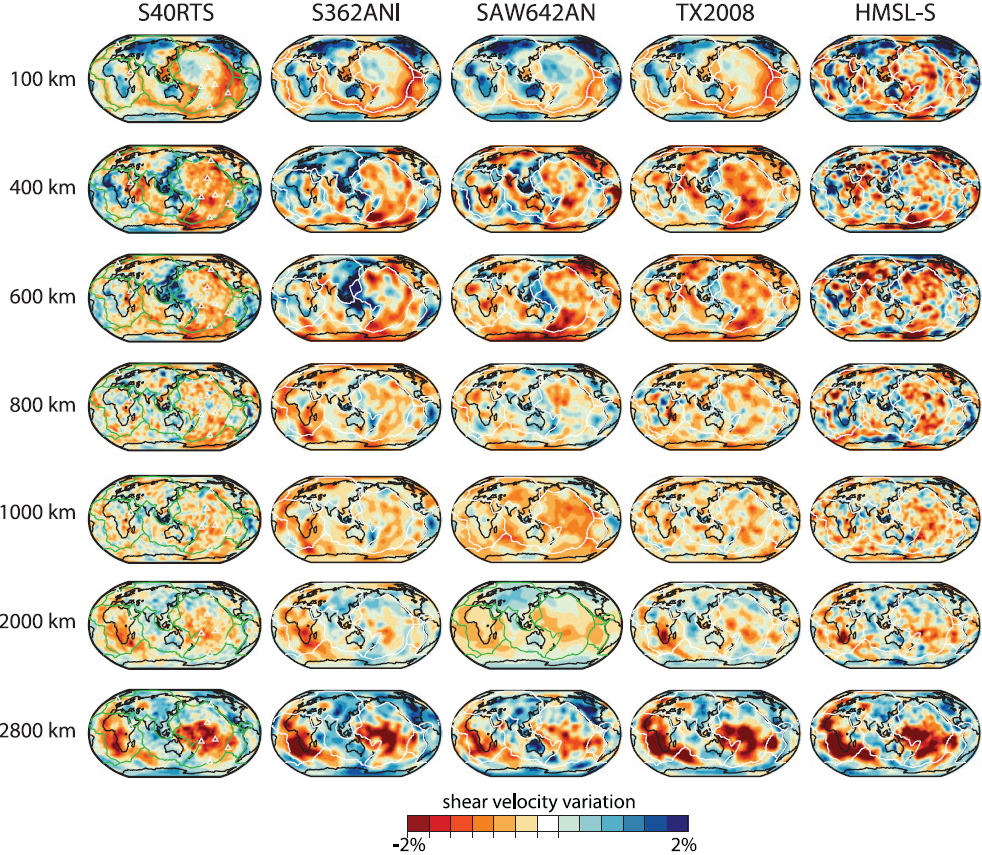 S40RTS S362ANI SAW642AN TX2008 HMSL-S
100 km
400 km
600 km
800 km
1000 km
2000 km
2800 km
shear velocity variation
-2% 2%